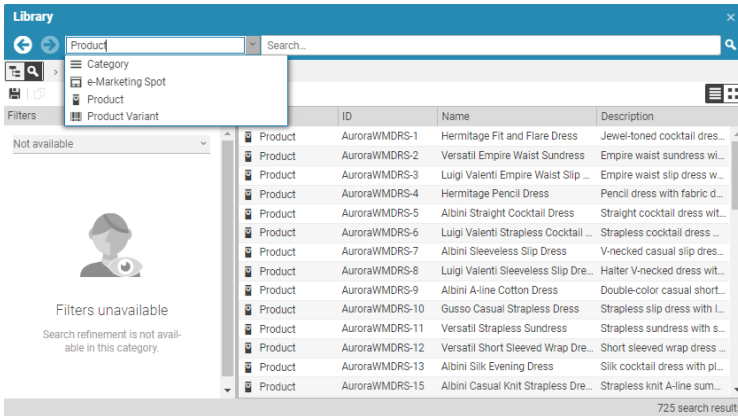 Library
Product
Search...
Category
e-Marketing Spot
Product
Product Variant
Filters
ID Name Description
Not available
Product AuroraWMDRS-1 Hermitage Fit and Flare Dress Jewel-toned cocktail dres...
Product AuroraWMDRS-2 Versatil Empire Waist Sundress Empire waist sundress wi...
Product AuroraWMDRS-3 Luigi Valenti Empire Waist Slip ... Empire waist slip dress w...
Product AuroraWMDRS-4 Hermitage Pencil Dress Pencil dress with fabric d...
Product AuroraWMDRS-5 Albini Straight Cocktail Dress Straight cocktail dress wit...
Product AuroraWMDRS-6 Luigi Valenti Strapless Cocktail ... Strapless cocktail dress ...
Product AuroraWMDRS-7 Albini Sleeveless Slip Dress V-necked casual slip dres...
Product AuroraWMDRS-8 Luigi Valenti Sleeveless Slip Dre... Halter V-necked dress wit...
Product AuroraWMDRS-9 Albini A-line Cotton Dress Double-color casual short...
Product AuroraWMDRS-10 Gusso Casual Strapless Dress Strapless slip dress with l...
Product AuroraWMDRS-11 Versatil Strapless Sundress Strapless sundress with s...
Product AuroraWMDRS-12 Versatil Short Sleeved Wrap Dre... Short sleeved wrap dress ...
Product AuroraWMDRS-13 Albini Silk Evening Dress Silk cocktail dress with pl...
Product AuroraWMDRS-15 Albini Casual Knit Strapless Dre... Strapless knit A-line sum...
Filters unavailable
Search refinement is not avail-
able in this category.
725 search result